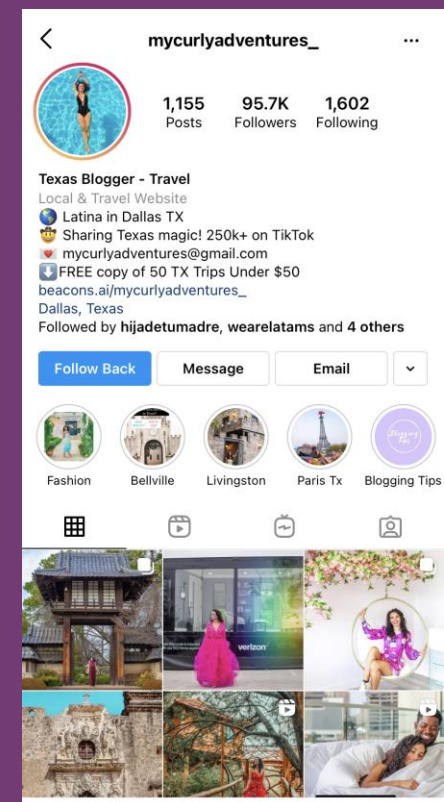 mycurlyadventures_
1,155 95.7K 1,602
Posts Followers Following
Texas Blogger - Travel
Local & Travel Website
🌎 Latina in Dallas TX
🤠 Sharing Texas magic! 250k+ on TikTok
💌 mycurlyadventures@gmail.com
⬇️FREE copy of 50 TX Trips Under $50
beacons.ai/mycurlyadventures_
Dallas, Texas
Followed by hijadetumadre, wearelatams and 4 others
Follow Back Message Email
Blogging Tips
Fashion Bellville Livingston Paris Tx Blogging Tips
verizon